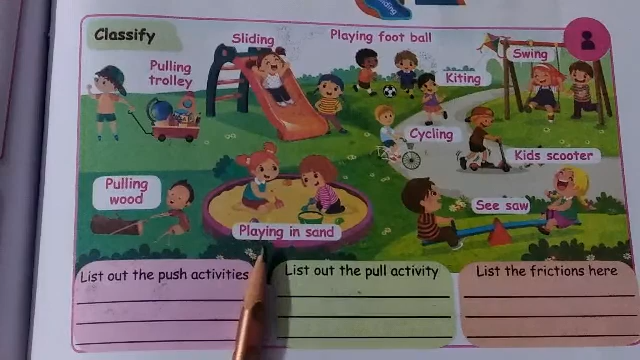 Classify
Sliding
Playing foot ball
Swing
Pulling
trolley
Kiting
Cycling
Kids scooter
Pulling
wood
See saw
Playing in sand
List out the push activities
List out the pull activity
List the frictions here